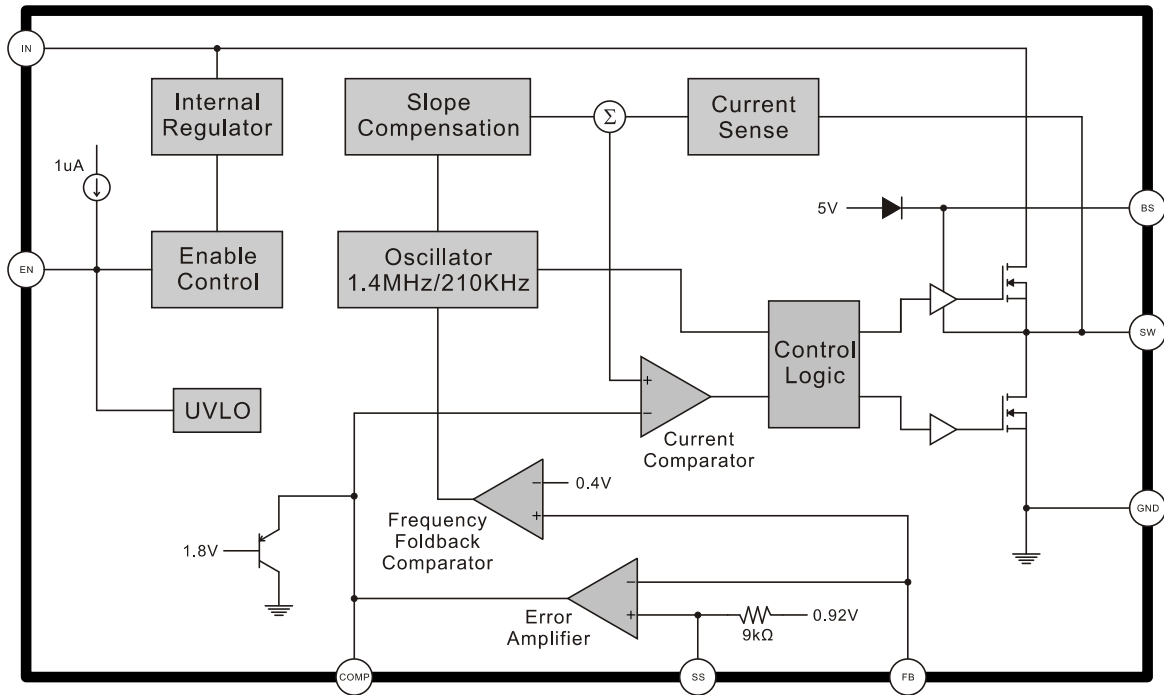 IN
Internal
Regulator
Slope
Compensation
Σ
Current
Sense
1uA
5V
BS
EN
Enable
Control
Oscillator
1.4MHz/210KHz
Control
Logic
SW
+
−
UVLO
Current
Comparator
−
0.4V
+
Frequency
Foldback
Comparator
GND
1.8V
−
+
0.92V
9kΩ
Error
Amplifier
COMP
SS
FB